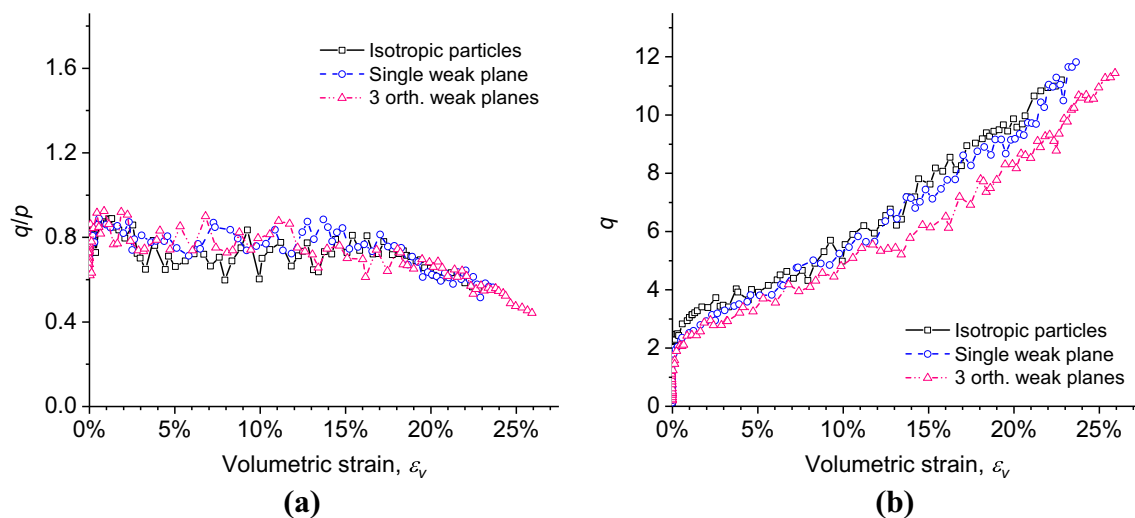 1.6
1.2
0.8
0.4
0.0
q/p
Isotropic particles
Single weak plane
3 orth. weak planes
0% 5% 10% 15% 20% 25%
Volumetric strain, εv
(a)
12
10
8
6
4
2
0
q
Isotropic particles
Single weak plane
3 orth. weak planes
0% 5% 10% 15% 20% 25%
Volumetric strain, εv
(b)